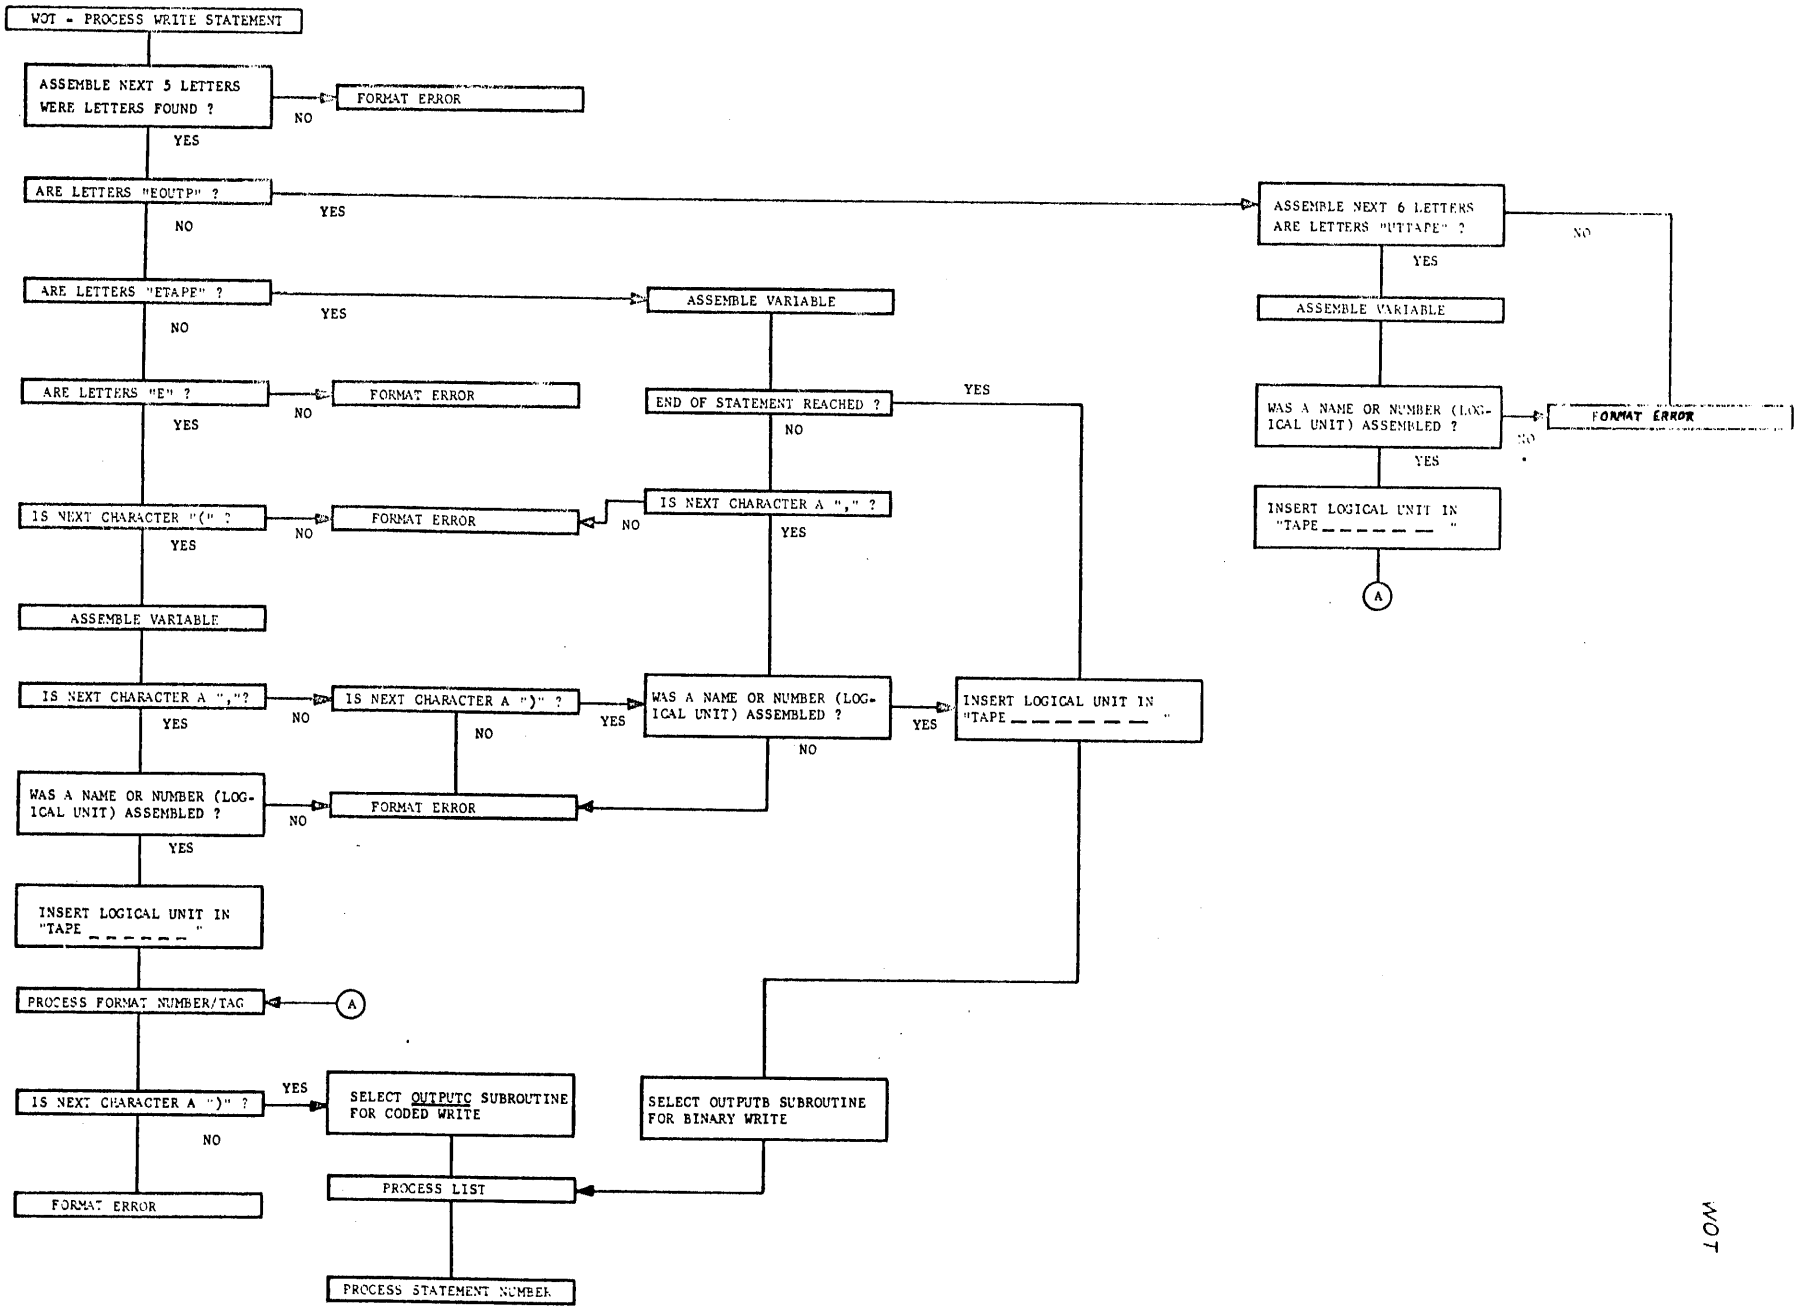 WOT - PROCESS WRITE STATEMENT
ASSEMBLE NEXT 5 LETTERS
WERE LETTERS FOUND ?
NO
FORMAT ERROR
YES
ARE LETTERS "EOUTP" ?
YES
NO
ASSEMBLE NEXT 6 LETTERS
ARE LETTERS "UTTAPE" ?
NO
YES
ASSEMBLE VARIABLE
WAS A NAME OR NUMBER (LOG-
ICAL UNIT) ASSEMBLED ?
NO
FORMAT ERROR
YES
INSERT LOGICAL UNIT IN
"TAPE _ _ _ _ _ _ "
A
ARE LETTERS "ETAPE" ?
YES
NO
ASSEMBLE VARIABLE
END OF STATEMENT REACHED ?
YES
NO
IS NEXT CHARACTER A "," ?
NO
YES
ARE LETTERS "E" ?
NO
FORMAT ERROR
YES
IS NEXT CHARACTER "(" ?
NO
FORMAT ERROR
YES
ASSEMBLE VARIABLE
IS NEXT CHARACTER A ","?
NO
YES
IS NEXT CHARACTER A ")" ?
YES
NO
WAS A NAME OR NUMBER (LOG-
ICAL UNIT) ASSEMBLED ?
YES
NO
INSERT LOGICAL UNIT IN
"TAPE _ _ _ _ _ _ _ "
WAS A NAME OR NUMBER (LOG-
ICAL UNIT) ASSEMBLED ?
NO
FORMAT ERROR
YES
INSERT LOGICAL UNIT IN
"TAPE _ _ _ _ _ _ "
PROCESS FORMAT NUMBER/TAG
A
IS NEXT CHARACTER A ")" ?
YES
NO
SELECT OUTPUTC SUBROUTINE
FOR CODED WRITE
SELECT OUTPUTB SUBROUTINE
FOR BINARY WRITE
PROCESS LIST
FORMAT ERROR
PROCESS STATEMENT NUMBER
WOT